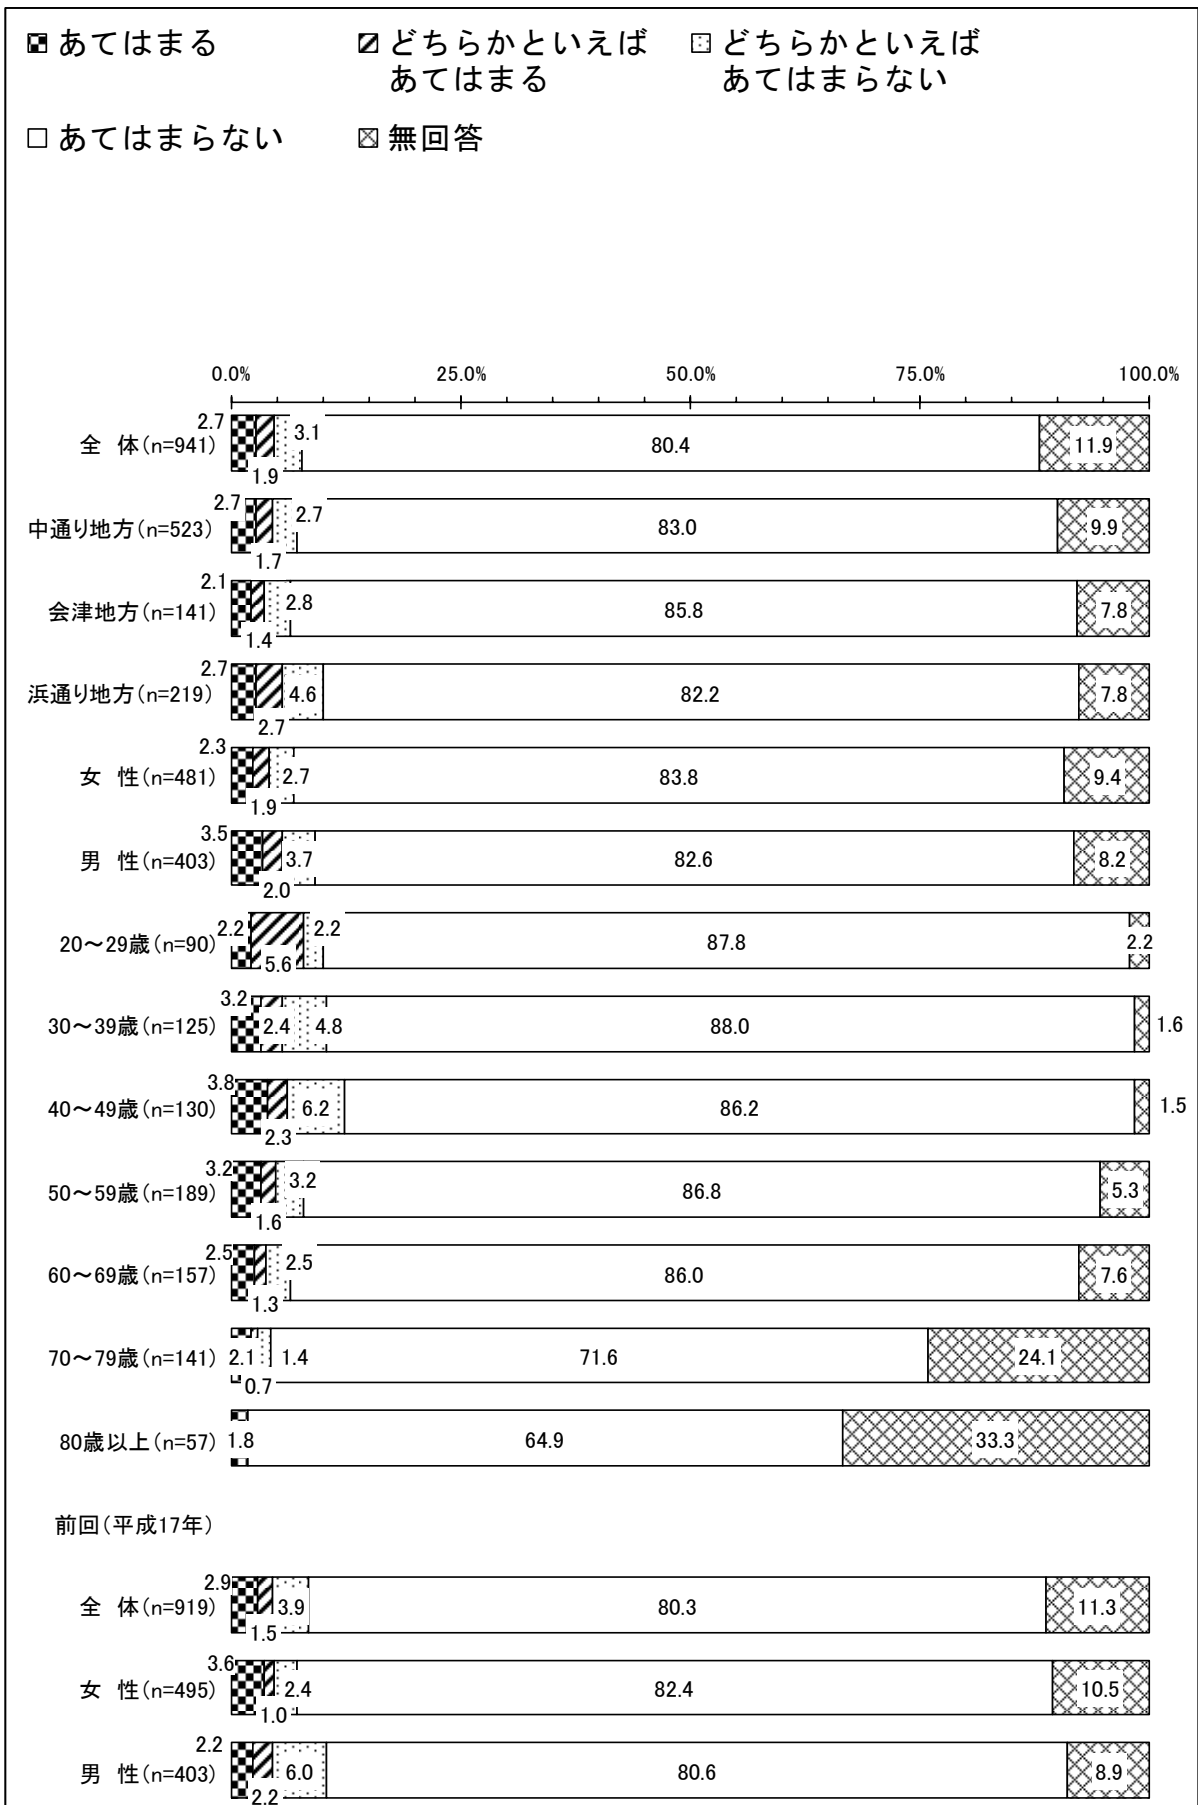 あてはまる
どちらかといえば
あてはまる
どちらかといえば
あてはまらない
あてはまらない
無回答
0.0% 25.0% 50.0% 75.0% 100.0%
全 体(n=941) 2.7 1.9 3.1 80.4 11.9
中通り地方(n=523) 2.7 1.7 2.7 83.0 9.9
会津地方(n=141) 2.1 1.4 2.8 85.8 7.8
浜通り地方(n=219) 2.7 2.7 4.6 82.2 7.8
女 性(n=481) 2.3 1.9 2.7 83.8 9.4
男 性(n=403) 3.5 2.0 3.7 82.6 8.2
20～29歳(n=90) 2.2 5.6 2.2 87.8 2.2
30～39歳(n=125) 3.2 2.4 4.8 88.0 1.6
40～49歳(n=130) 3.8 2.3 6.2 86.2 1.5
50～59歳(n=189) 3.2 1.6 3.2 86.8 5.3
60～69歳(n=157) 2.5 1.3 2.5 86.0 7.6
70～79歳(n=141) 2.1 0.7 1.4 71.6 24.1
80歳以上(n=57) 1.8 64.9 33.3
前回(平成17年)
全 体(n=919) 2.9 1.5 3.9 80.3 11.3
女 性(n=495) 3.6 1.0 2.4 82.4 10.5
男 性(n=403) 2.2 2.2 6.0 80.6 8.9